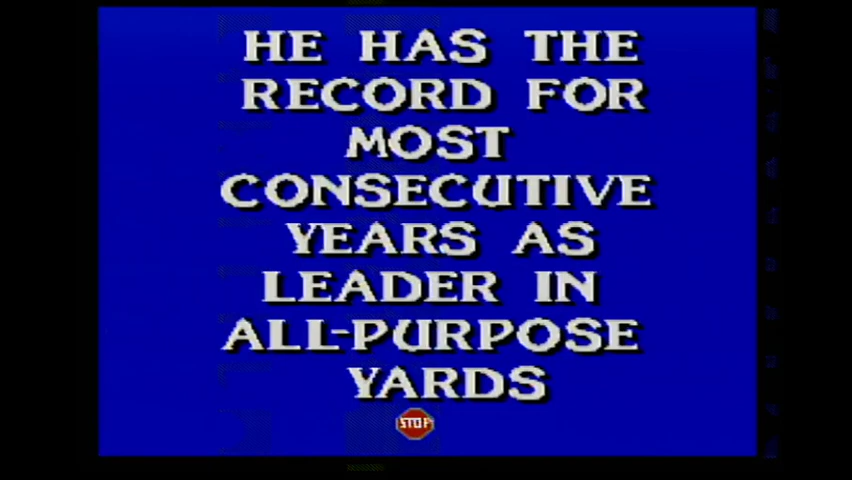 HE HAS THE
RECORD FOR
MOST
CONSECUTIVE
YEARS AS
LEADER IN
ALL-PURPOSE
YARDS
STOP